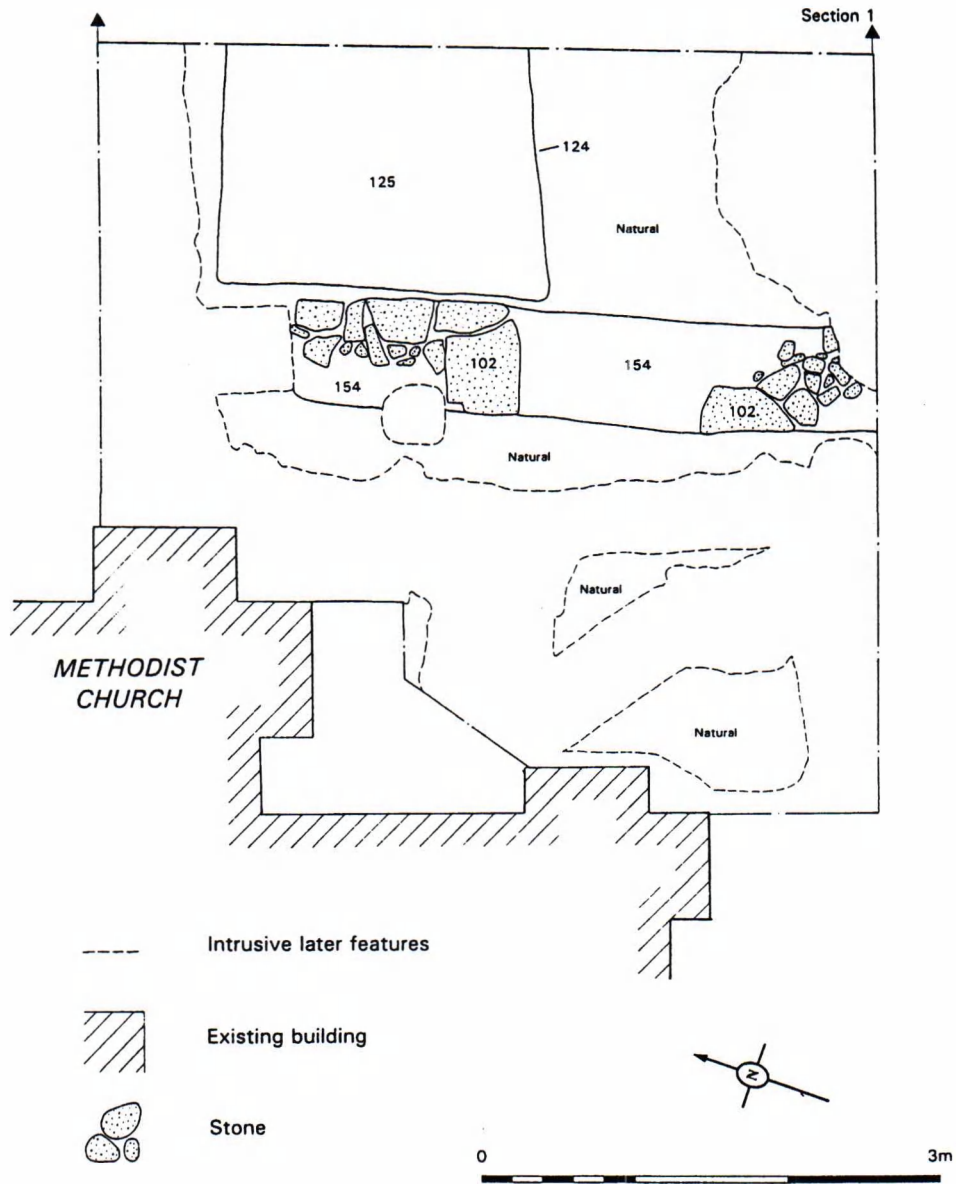 Section 1
124
125
Natural
102
154
154
102.
Natural
Natural
METHODIST
CHURCH
Natural
Intrusive later features
Existing building
N
Stone
0 3m